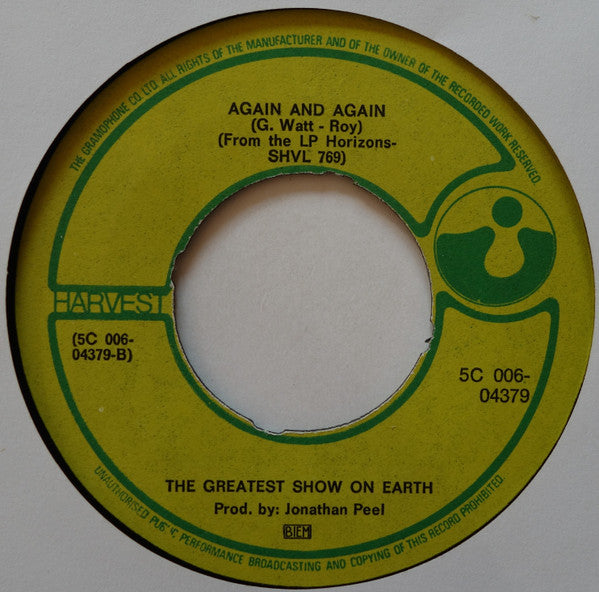 THE GRAMOPHONE CO LTD. ALL RIGHTS OF THE MANUFACTURER AND OF THE OWNER OF THE RECORDED WORK RESERVED.
AGAIN AND AGAIN
(G. Watt - Roy)
(From the LP Horizons-
SHVL 769)
HARVEST
(5C 006-
04379-B)
5C 006-
04379
THE GREATEST SHOW ON EARTH
Prod. by: Jonathan Peel
BIEM
UNAUTHORISED PERFORMANCE BROADCASTING AND COPYING OF THIS RECORD PROHIBITED.